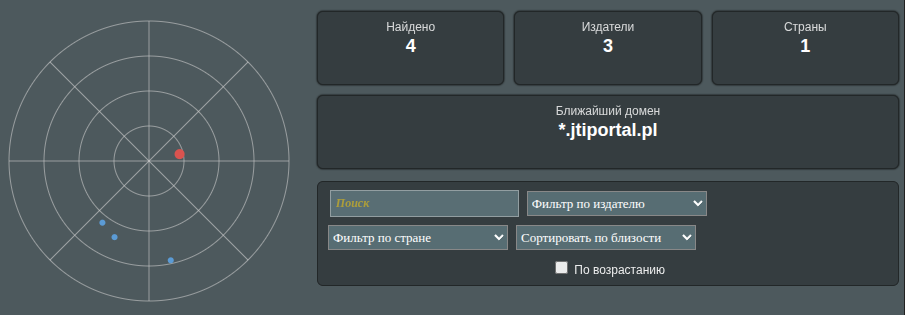 Найдено
4
Издатели
3
Страны
1
Ближайший домен
*.jtiportal.pl
Поиск
Фильтр по издателю
Фильтр по стране
Сортировать по близости
По возрастанию